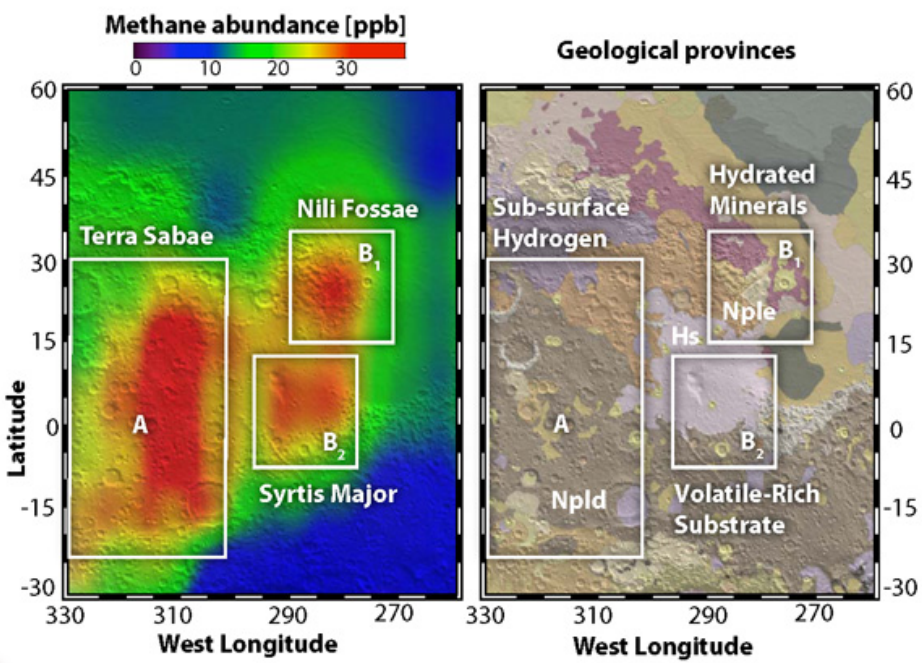 Methane abundance [ppb]
0 10 20 30
60
45
30
15
0
-15
-30
Latitude
330 310 290 270
West Longitude
Terra Sabae
Nili Fossae
B1
A
B2
Syrtis Major
Geological provinces
Sub-surface
Hydrogen
Hydrated
Minerals
B1
Nple
Hs
A
B2
Npld
Volatile-Rich
Substrate
60
45
30
15
0
-15
-30
330 310 290 270
West Longitude